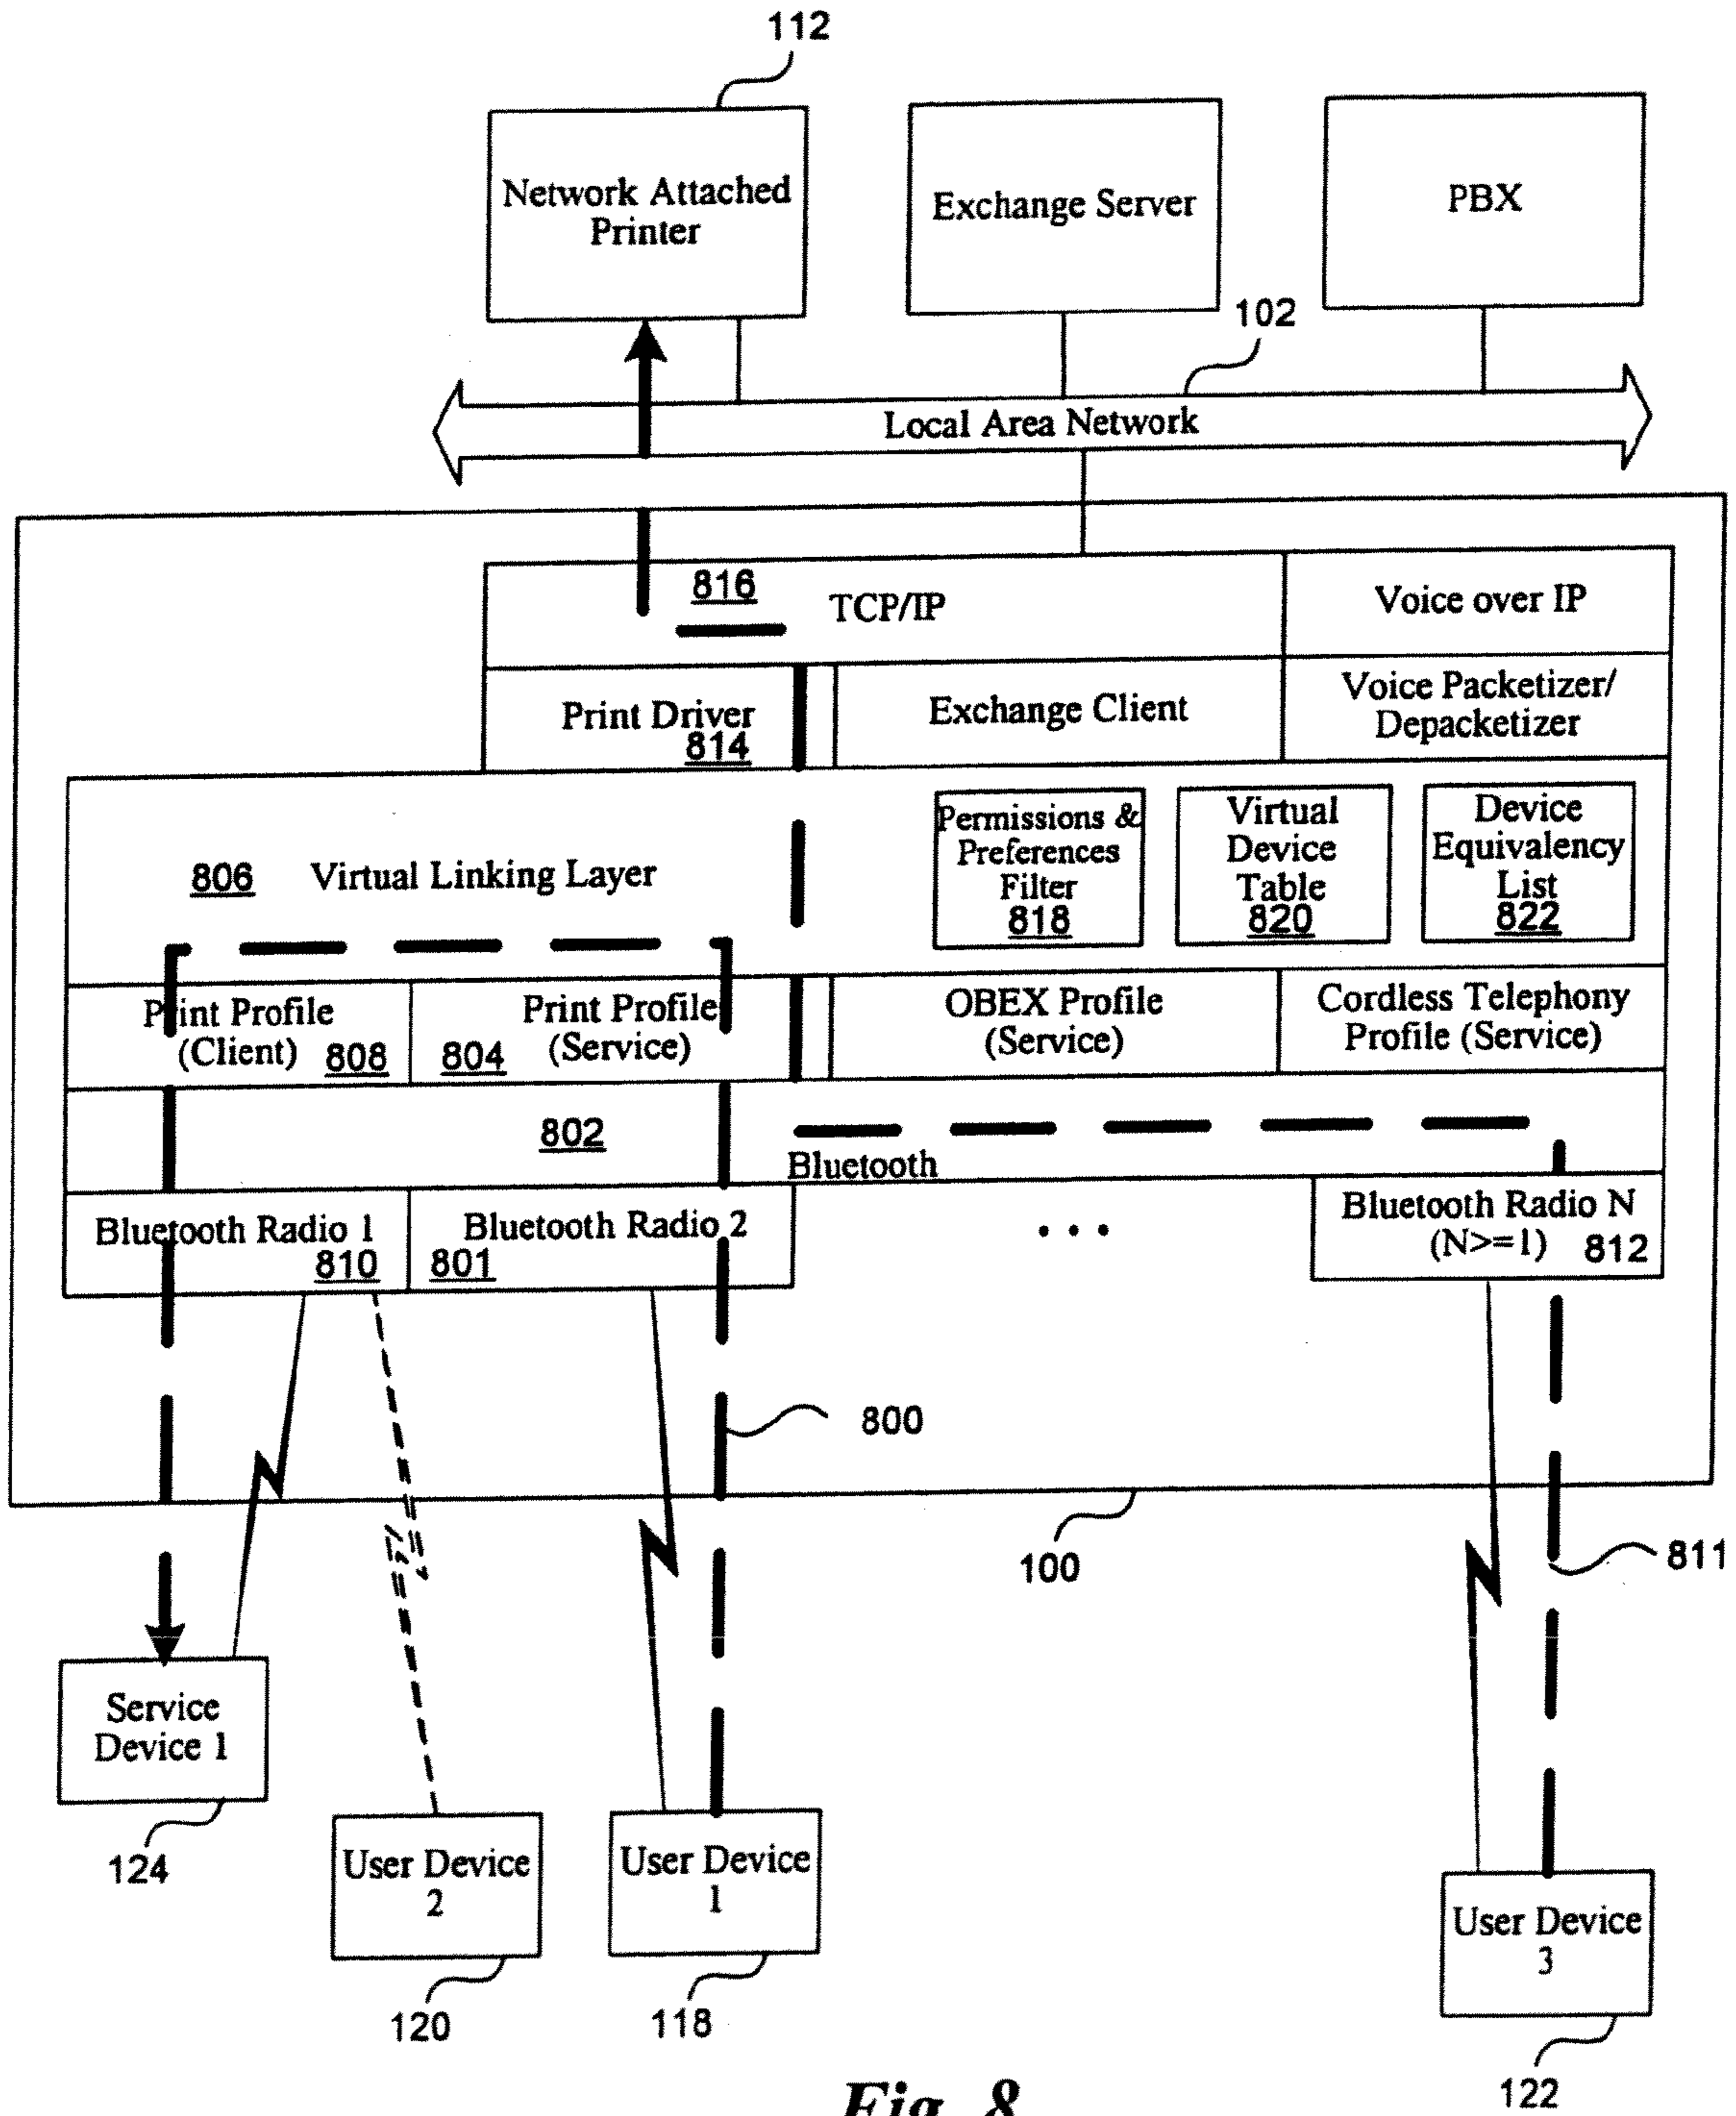 112
Network Attached
Printer
Exchange Server
PBX
102
Local Area Network
816
TCP/IP
Voice over IP
Print Driver
814
Exchange Client
Voice Packetizer/
Depacketizer
806
Virtual Linking Layer
Permissions &
Preferences
Filter
818
Virtual
Device
Table
820
Device
Equivalency
List
822
Print Profile
(Client)
808
804
Print Profile
(Service)
OBEX Profile
(Service)
Cordless Telephony
Profile (Service)
802
Bluetooth
Bluetooth Radio 1
810
Bluetooth Radio 2
801
...
Bluetooth Radio N
(N>=1)
812
800
100
811
Service
Device 1
124
User Device
2
120
User Device
1
118
User Device
3
122
Fig. 8